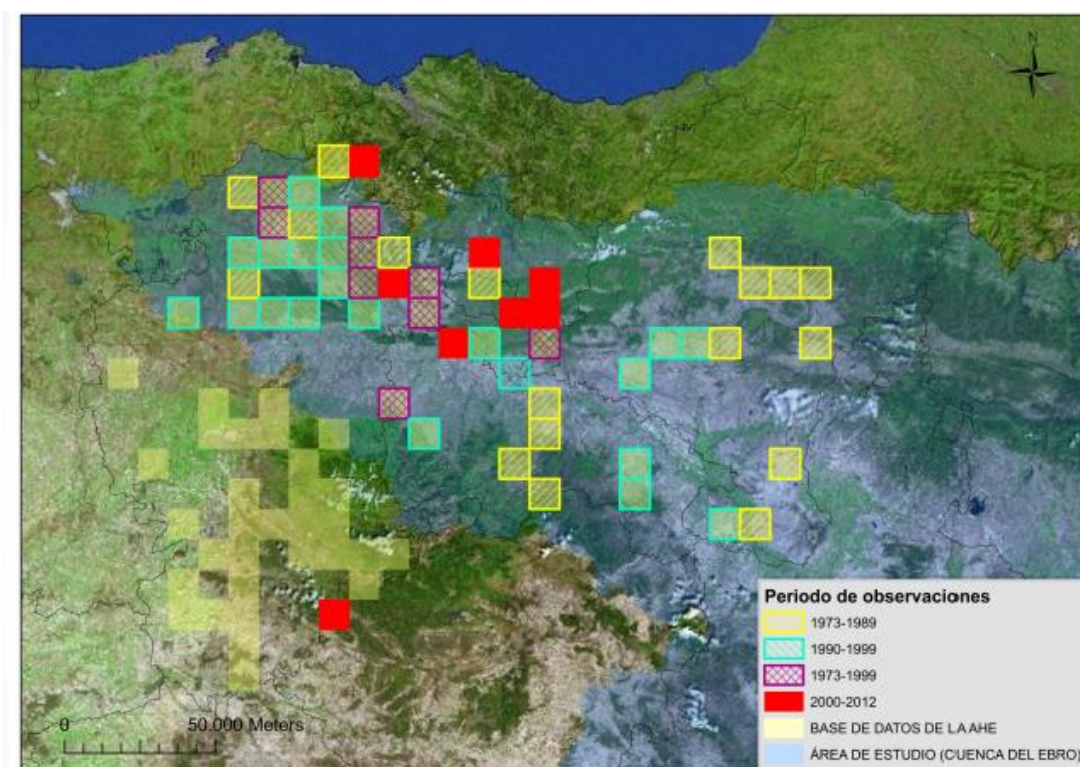 N
Periodo de observaciones
1973-1989
1990-1999
1973-1999
2000-2012
BASE DE DATOS DE LA AHE
ÁREA DE ESTUDIO (CUENCA DEL EBRO)
0 50.000 Meters